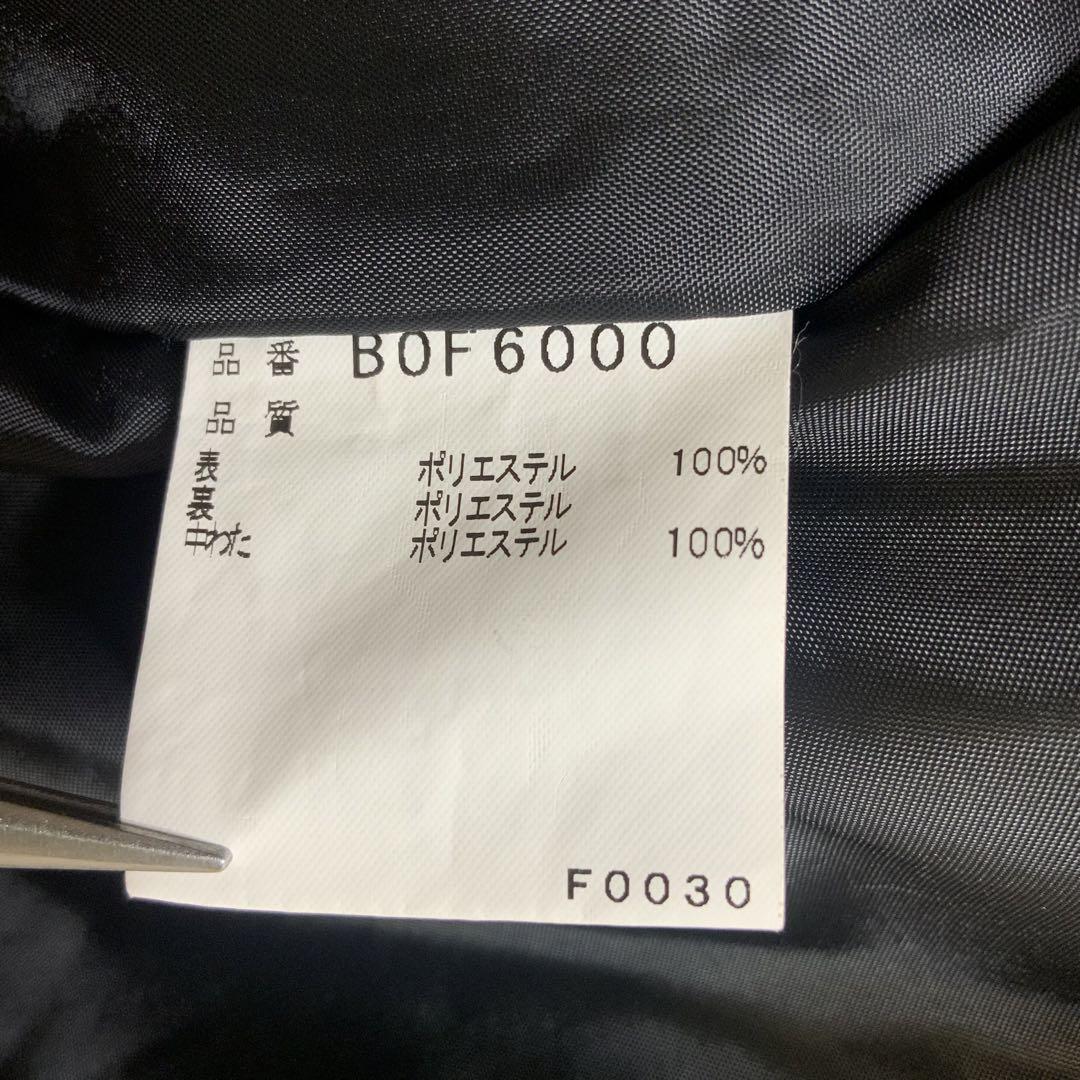 品番 B0F6000
品質
表 ポリエステル 100%
裏 ポリエステル
中わた ポリエステル 100%
F0030